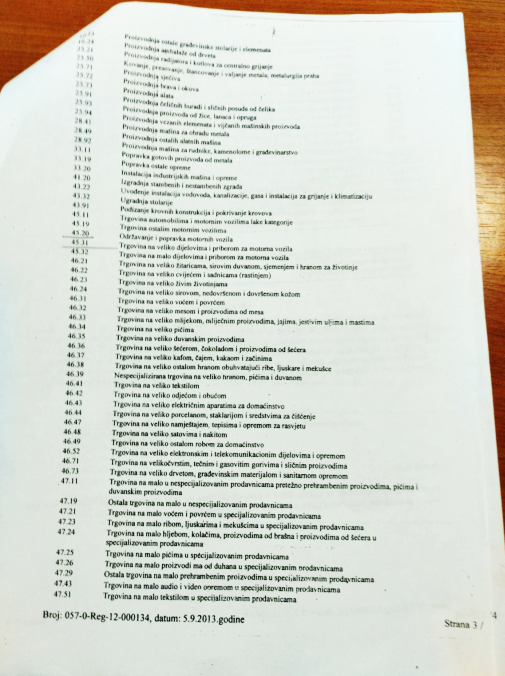 16.23 Proizvodnja ostale građevinske stolarije i elemenata
16.24 Proizvodnja ambalaže od drveta
25.21 Proizvodnja radijatora i kotlova za centralno grijanje
25.50 Kovanje, presovanje, štancovanje i valjanje metala, metalurgija praha
25.71 Proizvodnja sječiva
25.72 Proizvodnja brava i okova
25.73 Proizvodnja alata
25.91 Proizvodnja čeličnih buradi i sličnih posuda od čelika
25.93 Proizvodnja proizvoda od žice, lanaca i opruga
25.94 Proizvodnja vezanih elemenata i vijčanih mašinskih proizvoda
28.41 Proizvodnja mašina za obradu metala
28.49 Proizvodnja ostalih alatnih mašina
28.92 Proizvodnja mašina za rudnike, kamenolome i građevinarstvo
33.11 Popravka gotovih proizvoda od metala
33.19 Popravka ostale opreme
33.20 Instalacija industrijskih mašina i opreme
41.20 Izgradnja stambenih i nestambenih zgrada
43.22 Uvođenje instalacija vodovoda, kanalizacije, gasa i instalacija za grijanje i klimatizaciju
43.32 Ugradnja stolarije
43.91 Podizanje krovnih konstrukcija i pokrivanje krovova
45.11 Trgovina automobilima i motornim vozilima lake kategorije
45.19 Trgovina ostalim motornim vozilima
45.20 Održavanje i popravka motornih vozila
45.31 Trgovina na veliko dijelovima i priborom za motorna vozila
45.32 Trgovina na malo dijelovima i priborom za motorna vozila
46.21 Trgovina na veliko žitaricama, sirovim duvanom, sjemenjem i hranom za životinje
46.22 Trgovina na veliko cvijećem i sadnicama (rastinjem)
46.23 Trgovina na veliko živim životinjama
46.24 Trgovina na veliko sirovom, nedovršenom i dovršenom kožom
46.31 Trgovina na veliko voćem i povrćem
46.32 Trgovina na veliko mesom i proizvodima od mesa
46.33 Trgovina na veliko mlijekom, mliječnim proizvodima, jajima, jestivim uljima i mastima
46.34 Trgovina na veliko pićima
46.35 Trgovina na veliko duvanskim proizvodima
46.36 Trgovina na veliko šećerom, čokoladom i proizvodima od šećera
46.37 Trgovina na veliko kafom, čajem, kakaom i začinima
46.38 Trgovina na veliko ostalom hranom obuhvatajući ribe, ljuskare i mekušce
46.39 Nespecijalizirana trgovina na veliko hranom, pićima i duvanom
46.41 Trgovina na veliko tekstilom
46.42 Trgovina na veliko odjećom i obućom
46.43 Trgovina na veliko električnim aparatima za domaćinstvo
46.44 Trgovina na veliko porcelanom, staklarijom i sredstvima za čišćenje
46.47 Trgovina na veliko namještajem, tepisima i opremom za rasvjetu
46.48 Trgovina na veliko satovima i nakitom
46.49 Trgovina na veliko ostalom robom za domaćinstvo
46.52 Trgovina na veliko elektronskim i telekomunikacionim dijelovima i opremom
46.71 Trgovina na velikočvrstim, tečnim i gasovitim gorivima i sličnim proizvodima
46.73 Trgovina na veliko drvetom, građevinskim materijalom i sanitarnom opremom
47.11 Trgovina na malo u nespecijalizovanim prodavnicama pretežno prehrambenim proizvodima, pićima i
duvanskim proizvodima
47.19 Ostala trgovina na malo u nespecijalizovanim prodavnicama
47.21 Trgovina na malo voćem i povrćem u specijalizovanim prodavnicama
47.23 Trgovina na malo ribom, ljuskarima i mekušcima u specijalizovanim prodavnicama
47.24 Trgovina na malo hljebom, kolačima, proizvodima od brašna i proizvodima od šećera u
specijalizovanim prodavnicama
47.25 Trgovina na malo pićima u specijalizovanim prodavnicama
47.26 Trgovina na malo proizvodima od duhana u specijalizovanim prodavnicama
47.29 Ostala trgovina na malo prehrambenim proizvodima u specijalizovanim prodavnicama
47.43 Trgovina na malo audio i video opremom u specijalizovanim prodavnicama
47.51 Trgovina na malo tekstilom u specijalizovanim prodavnicama
Broj: 057-0-Reg-12-000134, datum: 5.9.2013.godine
Strana 3 / 4